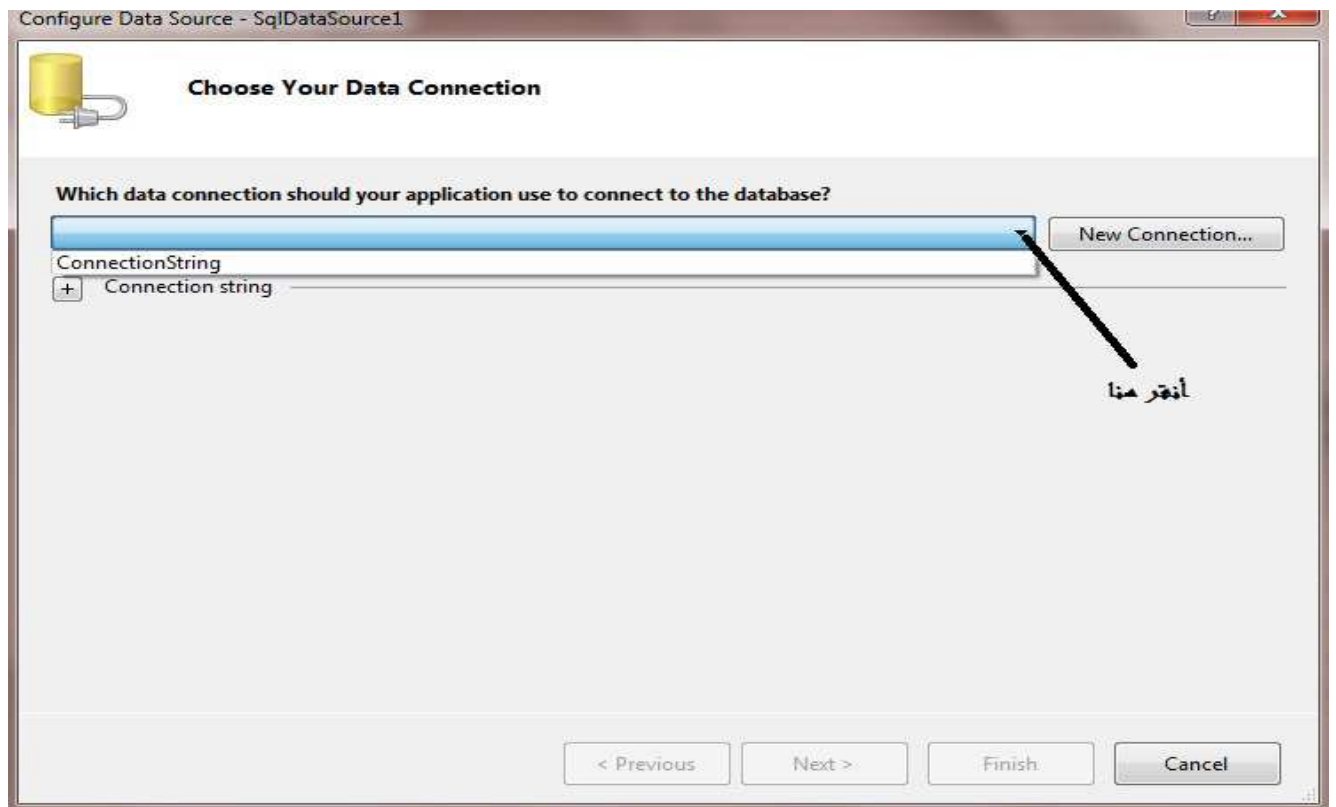 Configure Data Source - SqlDataSource1
Choose Your Data Connection
Which data connection should your application use to connect to the database?
New Connection...
ConnectionString
+ Connection string
أنقر هنا
< Previous Next > Finish Cancel